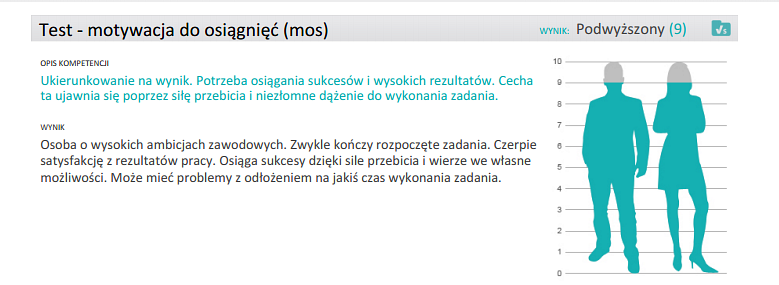 Test - motywacja do osiągnięć (mos)
WYNIK: Podwyższony (9)
OPIS KOMPETENCJI
Ukierunkowanie na wynik. Potrzeba osiągania sukcesów i wysokich rezultatów. Cecha
ta ujawnia się poprzez siłę przebicia i niezłomne dążenie do wykonania zadania.
WYNIK
Osoba o wysokich ambicjach zawodowych. Zwykle kończy rozpoczęte zadania. Czerpie
satysfakcję z rezultatów pracy. Osiąga sukcesy dzięki sile przebicia i wierze we własne
możliwości. Może mieć problemy z odłożeniem na jakiś czas wykonania zadania.
10
9
8
7
6
5
4
3
2
1
0